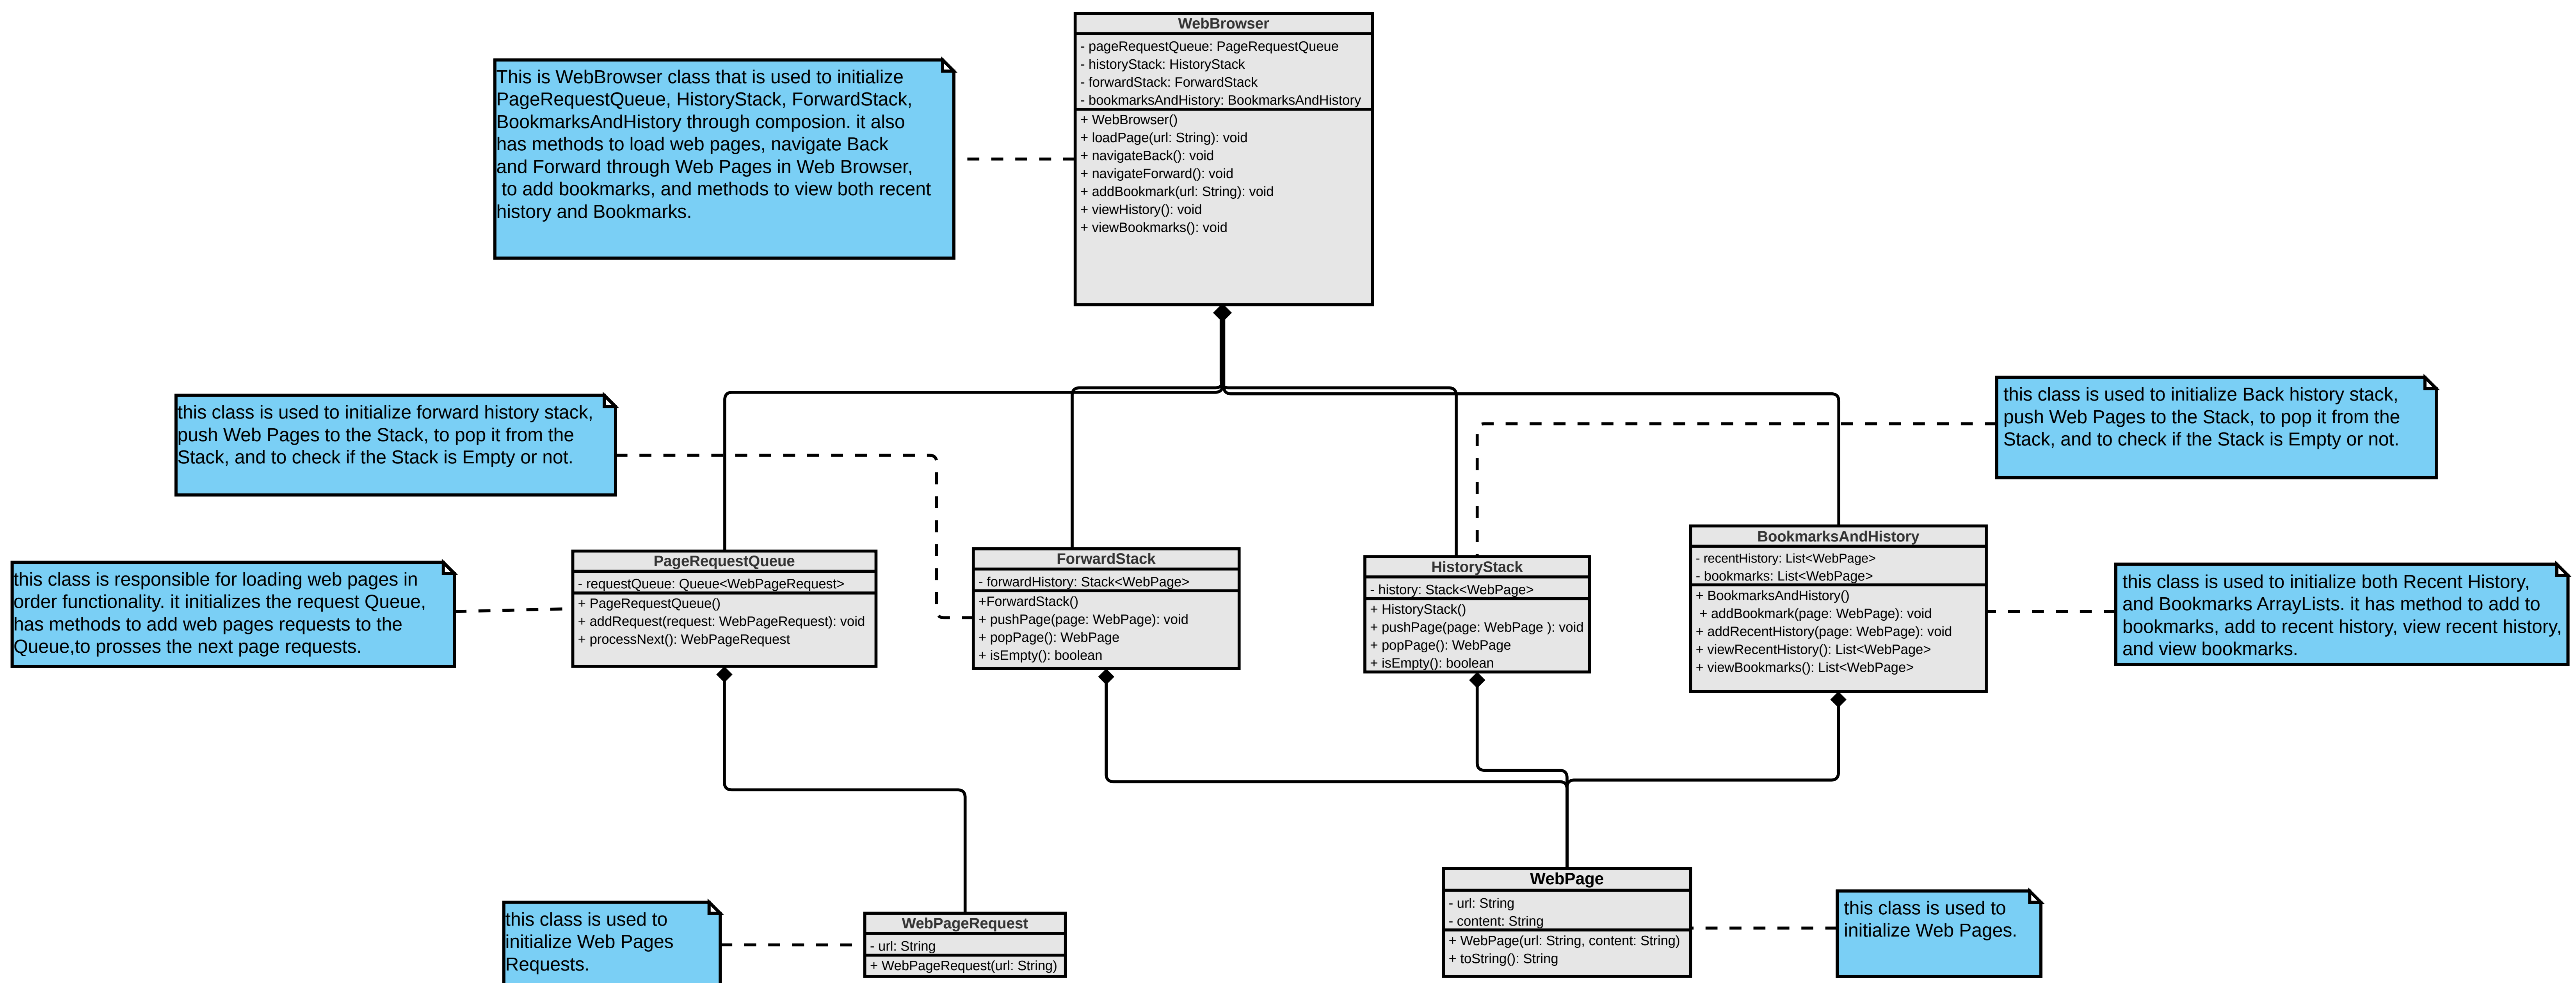 WebBrowser
- pageRequestQueue: PageRequestQueue
- historyStack: HistoryStack
- forwardStack: ForwardStack
- bookmarksAndHistory: BookmarksAndHistory
+ WebBrowser()
+ loadPage(url: String): void
+ navigateBack(): void
+ navigateForward(): void
+ addBookmark(url: String): void
+ viewHistory(): void
+ viewBookmarks(): void
This is WebBrowser class that is used to initialize
PageRequestQueue, HistoryStack, ForwardStack,
BookmarksAndHistory through composion. it also
has methods to load web pages, navigate Back
and Forward through Web Pages in Web Browser,
to add bookmarks, and methods to view both recent
history and Bookmarks.
this class is used to initialize forward history stack,
push Web Pages to the Stack, to pop it from the
Stack, and to check if the Stack is Empty or not.
this class is used to initialize Back history stack,
push Web Pages to the Stack, to pop it from the
Stack, and to check if the Stack is Empty or not.
this class is responsible for loading web pages in
order functionality. it initializes the request Queue,
has methods to add web pages requests to the
Queue,to prosses the next page requests.
PageRequestQueue
- requestQueue: Queue<WebPageRequest>
+ PageRequestQueue()
+ addRequest(request: WebPageRequest): void
+ processNext(): WebPageRequest
ForwardStack
- forwardHistory: Stack<WebPage>
+ForwardStack()
+ pushPage(page: WebPage): void
+ popPage(): WebPage
+ isEmpty(): boolean
HistoryStack
- history: Stack<WebPage>
+ HistoryStack()
+ pushPage(page: WebPage ): void
+ popPage(): WebPage
+ isEmpty(): boolean
BookmarksAndHistory
- recentHistory: List<WebPage>
- bookmarks: List<WebPage>
+ BookmarksAndHistory()
+ addBookmark(page: WebPage): void
+ addRecentHistory(page: WebPage): void
+ viewRecentHistory(): List<WebPage>
+ viewBookmarks(): List<WebPage>
this class is used to initialize both Recent History,
and Bookmarks ArrayLists. it has method to add to
bookmarks, add to recent history, view recent history,
and view bookmarks.
this class is used to
initialize Web Pages
Requests.
WebPageRequest
- url: String
+ WebPageRequest(url: String)
WebPage
- url: String
- content: String
+ WebPage(url: String, content: String)
+ toString(): String
this class is used to
initialize Web Pages.